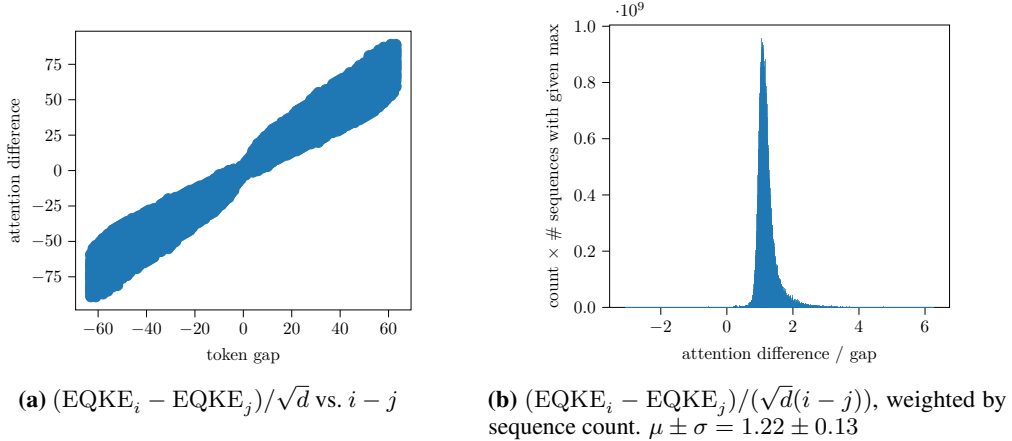 75
50
25
0
−25
−50
−75
−60 −40 −20 0 20 40 60
attention difference
token gap
(a) (EQKE_i − EQKE_j)/√d vs. i − j
·10^9
1.0
0.8
0.6
0.4
0.2
0.0
−2 0 2 4 6
count × # sequences with given max
attention difference / gap
(b) (EQKE_i − EQKE_j)/(√d(i − j)), weighted by
sequence count. μ ± σ = 1.22 ± 0.13